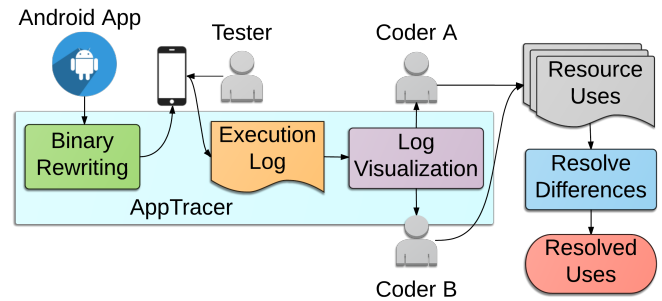 Android App
Tester
Coder A
Resource
Uses
Binary
Rewriting
Execution
Log
Log
Visualization
Resolve
Differences
AppTracer
Resolved
Uses
Coder B